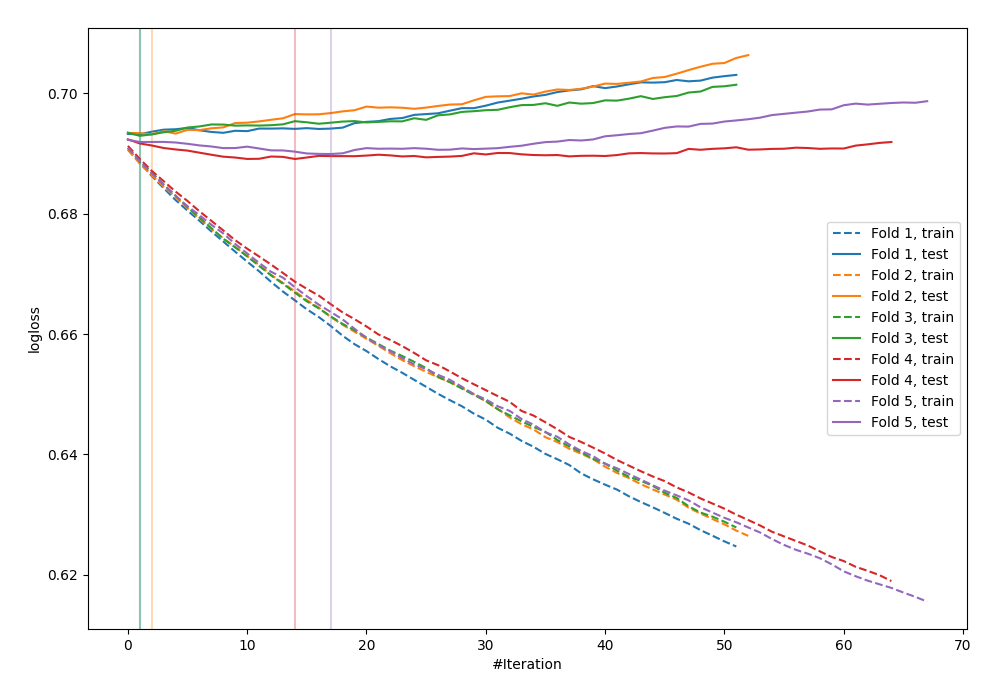 0.70
0.68
0.66
0.64
0.62
logloss
0
10
20
30
40
50
60
70
#Iteration
Fold 1, train
Fold 1, test
Fold 2, train
Fold 2, test
Fold 3, train
Fold 3, test
Fold 4, train
Fold 4, test
Fold 5, train
Fold 5, test